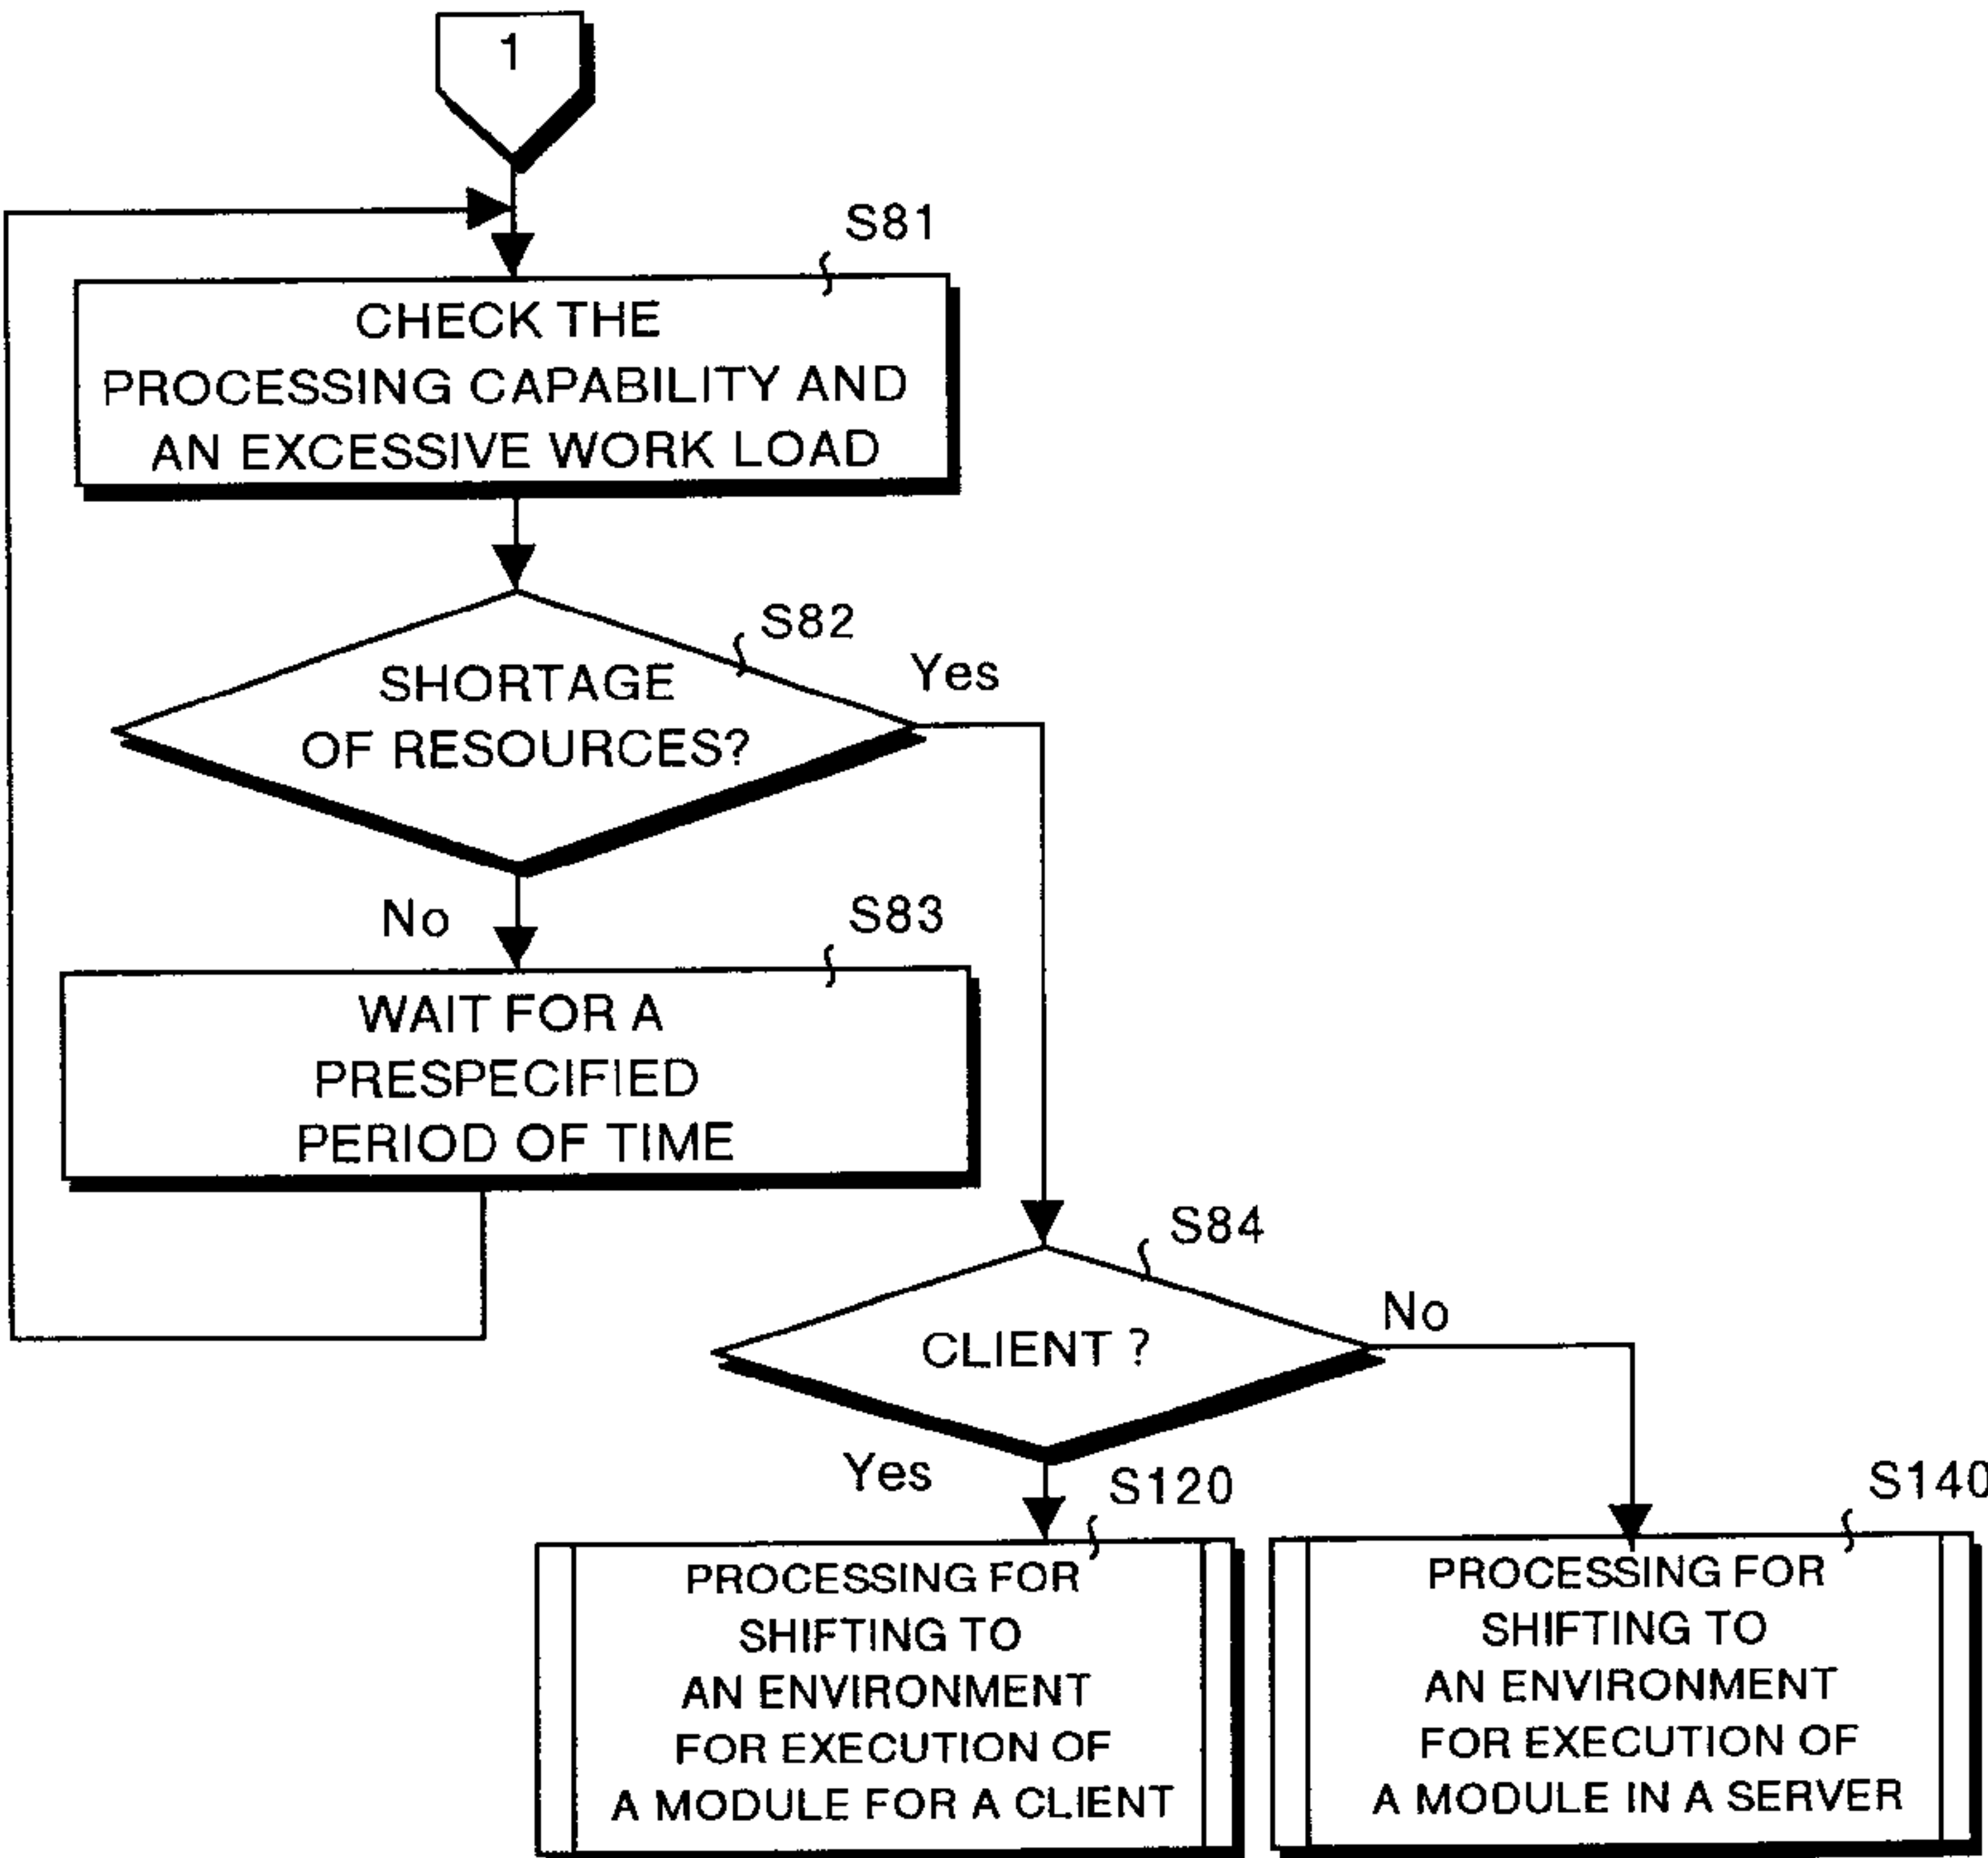 1
S81
CHECK THE
PROCESSING CAPABILITY AND
AN EXCESSIVE WORK LOAD
S82
Yes
SHORTAGE
OF RESOURCES?
No
S83
WAIT FOR A
PRESPECIFIED
PERIOD OF TIME
S84
No
CLIENT ?
Yes
S120
PROCESSING FOR
SHIFTING TO
AN ENVIRONMENT
FOR EXECUTION OF
A MODULE FOR A CLIENT
S140
PROCESSING FOR
SHIFTING TO
AN ENVIRONMENT
FOR EXECUTION OF
A MODULE IN A SERVER